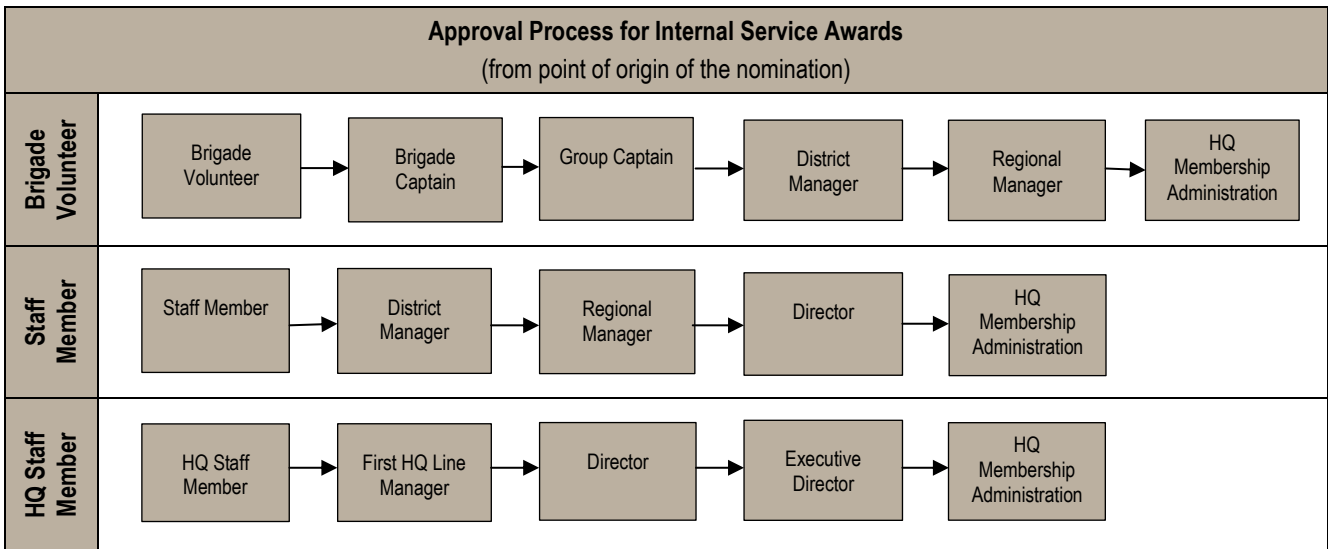 Approval Process for Internal Service Awards
(from point of origin of the nomination)
Brigade
Volunteer
Brigade
Volunteer
Brigade
Captain
Group Captain
District
Manager
Regional
Manager
HQ
Membership
Administration
Staff
Member
Staff Member
District
Manager
Regional
Manager
Director
HQ
Membership
Administration
HQ Staff
Member
HQ Staff
Member
First HQ Line
Manager
Director
Executive
Director
HQ
Membership
Administration